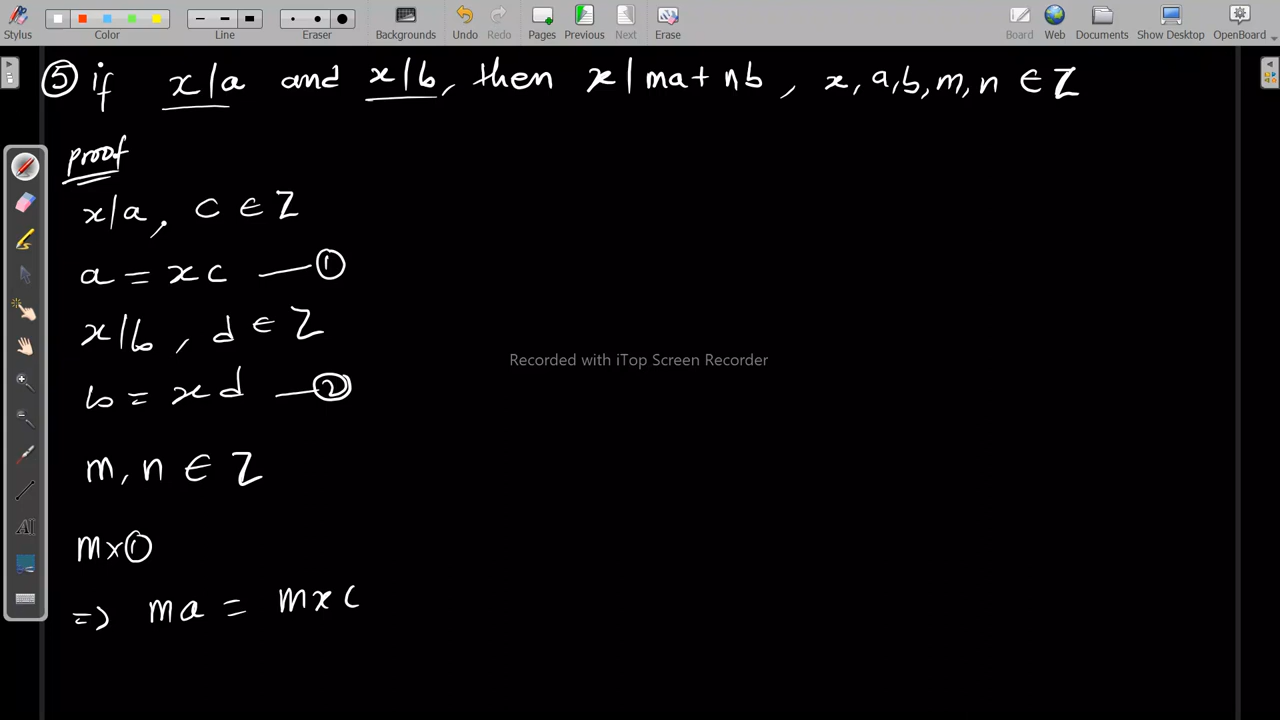 Stylus Color Line Eraser Backgrounds Undo Redo Pages Previous Next Erase Board Web Documents Show Desktop OpenBoard
⑤ if x|a and x|b, then x|ma+nb, x,a,b,m,n ∈ Z
proof
x|a, c ∈ Z
a = xc — ①
x|b, d ∈ Z
Recorded with iTop Screen Recorder
b = xd — ②
m, n ∈ Z
m×①
=> ma = mxc